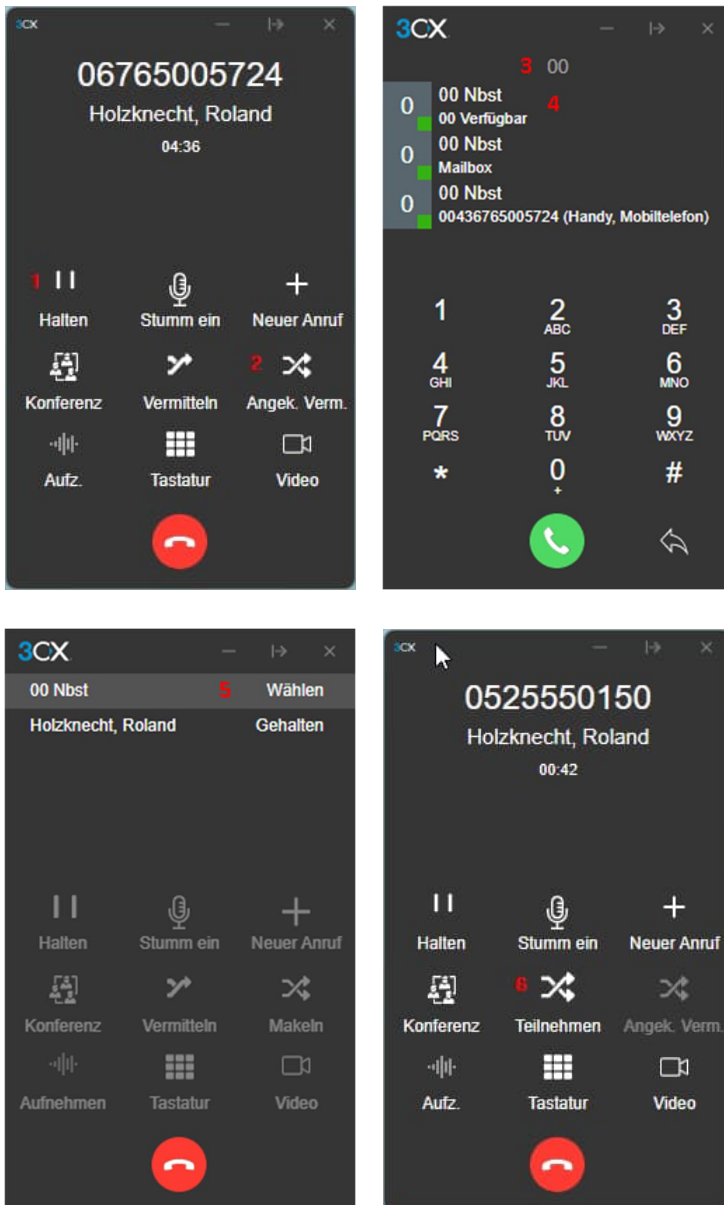 3CX
06765005724
Holzknecht, Roland
04:36
1
Halten
Stumm ein
Neuer Anruf
2
Konferenz
Vermitteln
Angek. Verm.
Aufz.
Tastatur
Video
3CX
3 00
0
00 Nbst
4
00 Verfügbar
0
00 Nbst
Mailbox
0
00 Nbst
00436765005724 (Handy, Mobiltelefon)
1
2
3
ABC
DEF
4
5
6
GHI
JKL
MNO
7
8
9
PQRS
TUV
WXYZ
*
0
#
+
3CX
00 Nbst
5
Wählen
Holzknecht, Roland
Gehalten
Halten
Stumm ein
Neuer Anruf
Konferenz
Vermitteln
Makeln
Aufnehmen
Tastatur
Video
3CX
0525550150
Holzknecht, Roland
00:42
Halten
Stumm ein
Neuer Anruf
6
Konferenz
Teilnehmen
Angek. Verm.
Aufz.
Tastatur
Video